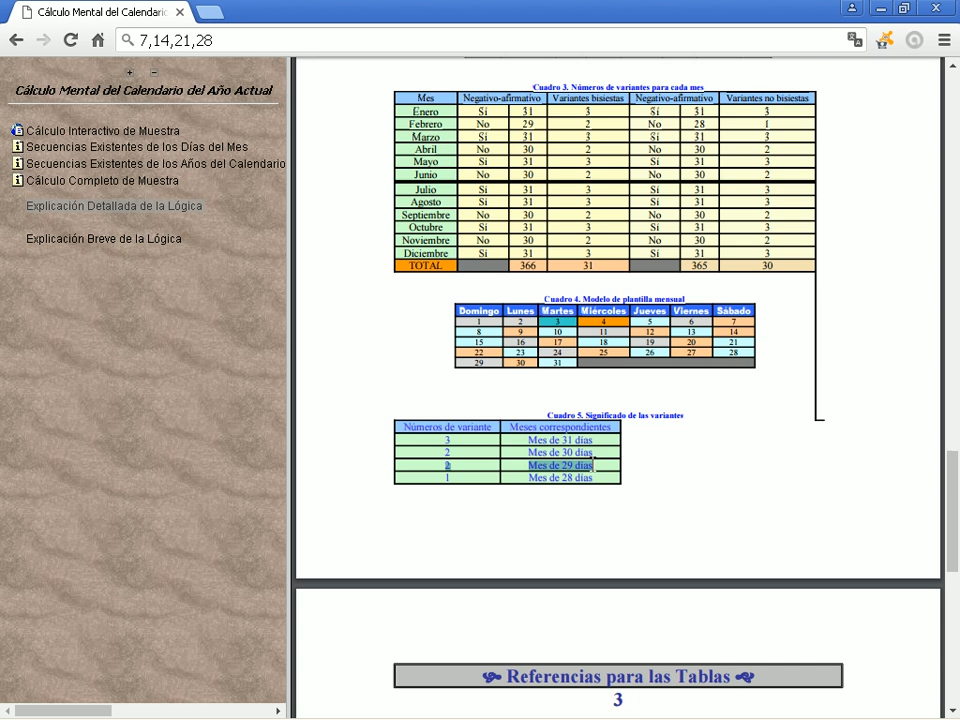 Cálculo Mental del Calendario
7,14,21,28
+ −
Cálculo Mental del Calendario del Año Actual
Cálculo Interactivo de Muestra
Secuencias Existentes de los Días del Mes
Secuencias Existentes de los Años del Calendario
Cálculo Completo de Muestra
Explicación Detallada de la Lógica
Explicación Breve de la Lógica
Cuadro 3. Números de variantes para cada mes
Mes Negativo-afirmativo Variantes bisiestas Negativo-afirmativo Variantes no bisiestas
Enero Sí 31 3 Sí 31 3
Febrero No 29 2 No 28 1
Marzo Sí 31 3 Sí 31 3
Abril No 30 2 No 30 2
Mayo Sí 31 3 Sí 31 3
Junio No 30 2 No 30 2
Julio Sí 31 3 Sí 31 3
Agosto Sí 31 3 Sí 31 3
Septiembre No 30 2 No 30 2
Octubre Sí 31 3 Sí 31 3
Noviembre No 30 2 No 30 2
Diciembre Sí 31 3 Sí 31 3
TOTAL 366 31 365 30
Cuadro 4. Modelo de plantilla mensual
Domingo Lunes Martes Miércoles Jueves Viernes Sábado
1 2 3 4 5 6 7
8 9 10 11 12 13 14
15 16 17 18 19 20 21
22 23 24 25 26 27 28
29 30 31
Cuadro 5. Significado de las variantes
Números de variante Meses correspondientes
3 Mes de 31 días
2 Mes de 30 días
2 Mes de 29 días
1 Mes de 28 días
Referencias para las Tablas
3